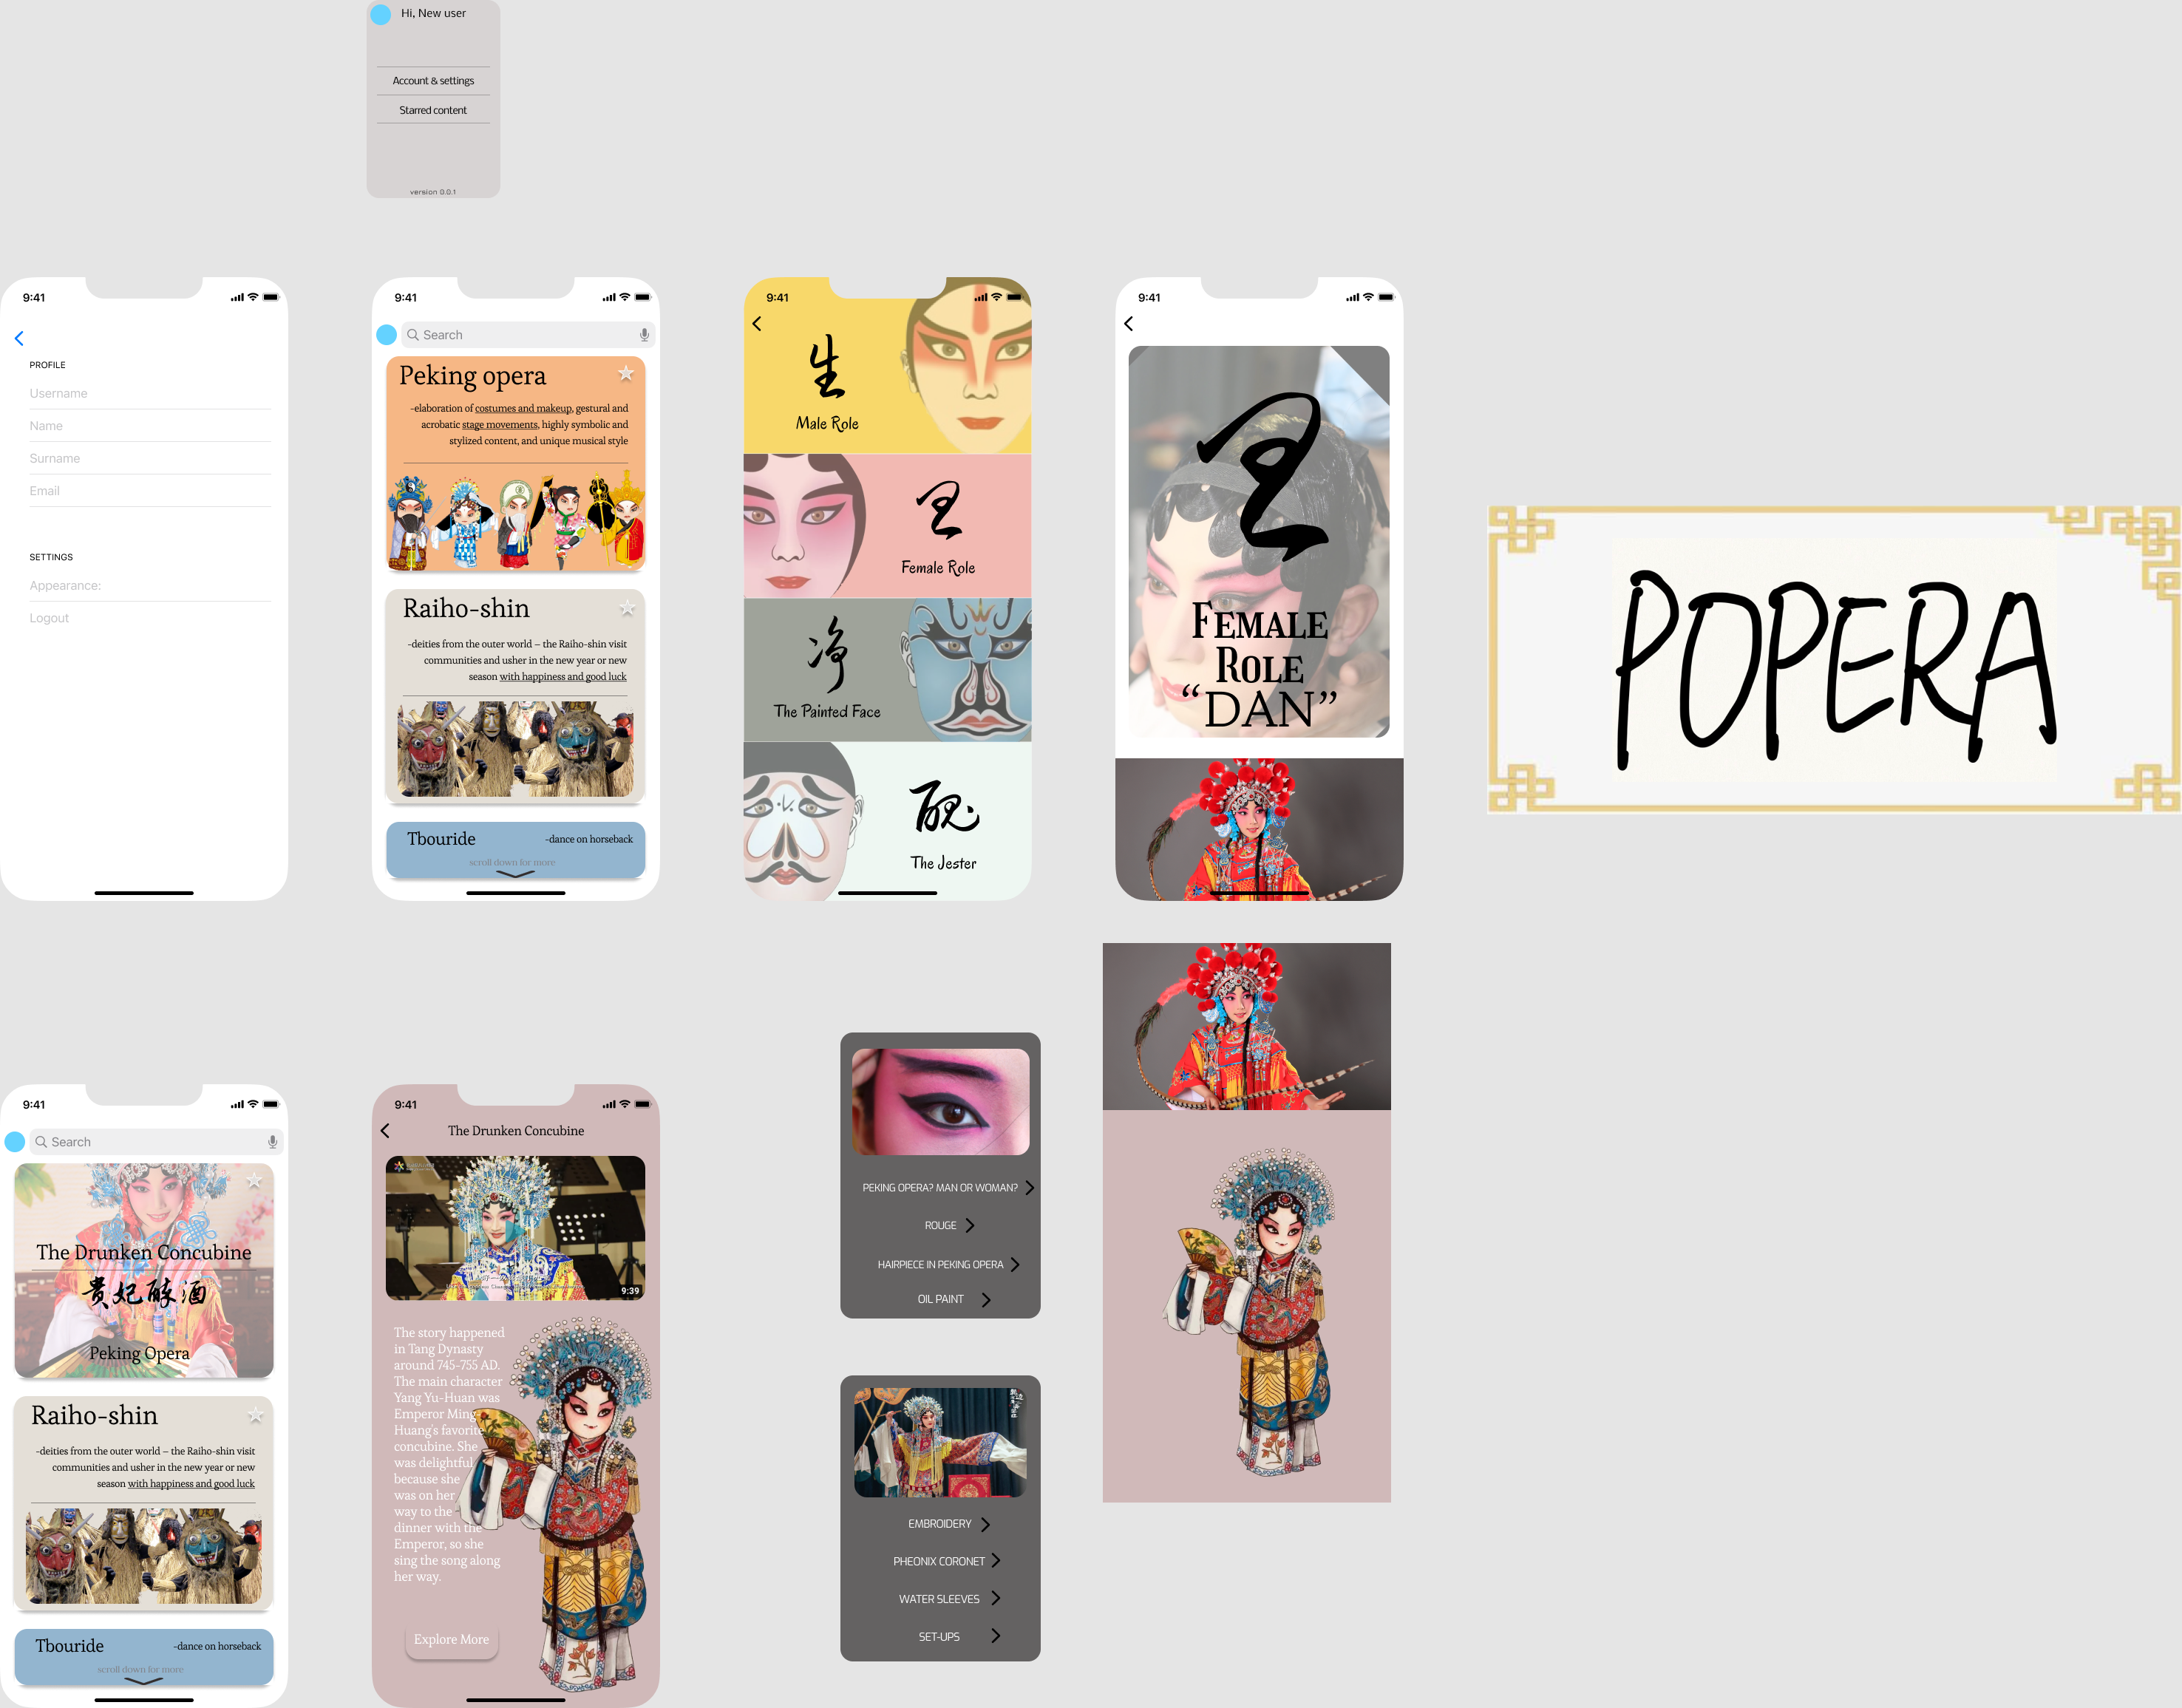 Hi, New user
Account & settings
Starred content
version 0.0.1
9:41
PROFILE
Username
Name
Surname
Email
SETTINGS
Appearance:
Logout
9:41
Search
Peking opera
-elaboration of costumes and makeup, gestural and
acrobatic stage movements, highly symbolic and
stylized content, and unique musical style
Raiho-shin
-deities from the outer world – the Raiho-shin visit
communities and usher in the new year or new
season with happiness and good luck
Tbouride
-dance on horseback
scroll down for more
9:41
生
Male Role
旦
Female Role
净
The Painted Face
The Jester
9:41
旦
FEMALE
ROLE
“DAN”
POPERA
9:41
Search
The Drunken Concubine
貴妃醉酒
Peking Opera
Raiho-shin
-deities from the outer world – the Raiho-shin visit
communities and usher in the new year or new
season with happiness and good luck
Tbouride
-dance on horseback
scroll down for more
9:41
The Drunken Concubine
9:39
The story happened
in Tang Dynasty
around 745-755 AD.
The main character
Yang Yu-Huan was
Emperor Ming
Huang's favorite
concubine. She
was delightful
because she
was on her
way to the
dinner with the
Emperor, so she
sing the song along
her way.
Explore More
PEKING OPERA? MAN OR WOMAN?
ROUGE
HAIRPIECE IN PEKING OPERA
OIL PAINT
EMBROIDERY
PHEONIX CORONET
WATER SLEEVES
SET-UPS